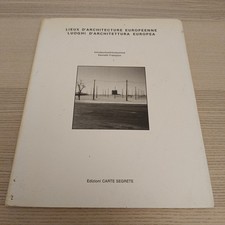 LIEUX D'ARCHITECTURE EUROPEENNE
LUOGHI D'ARCHITETTURA EUROPEA
Edizioni CARTE SEGRETE